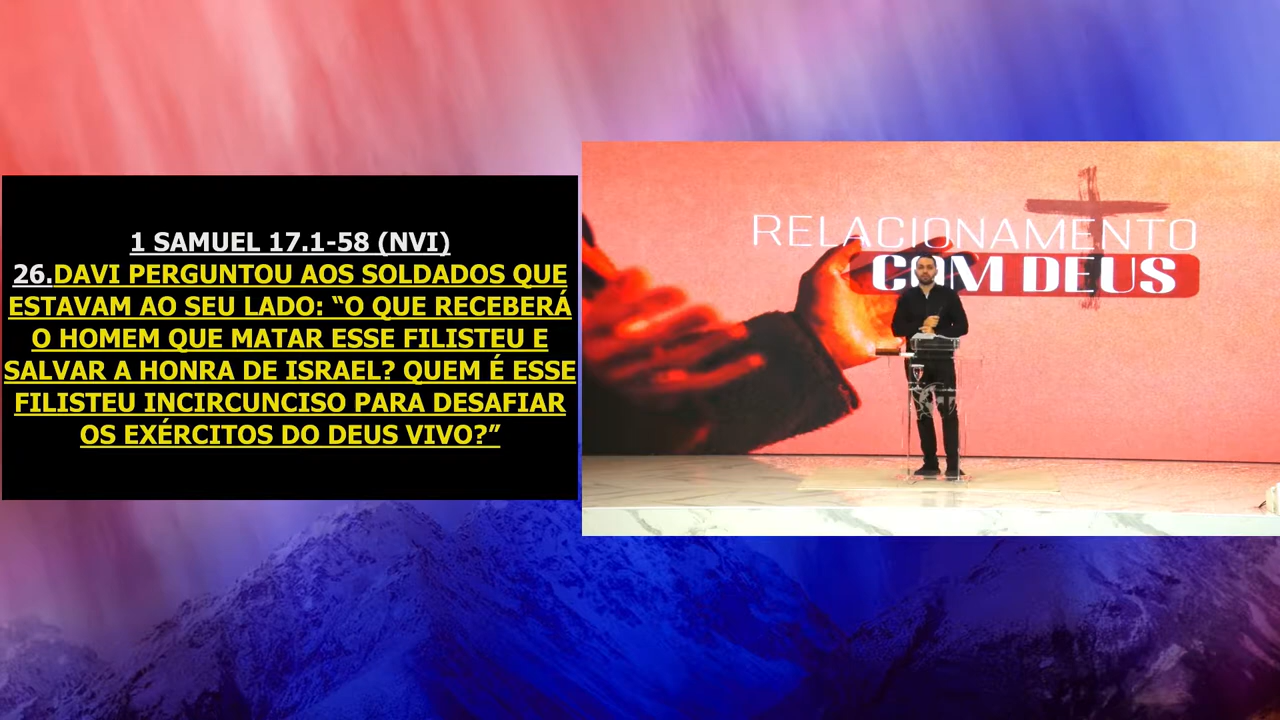 1 SAMUEL 17.1-58 (NVI)
26.DAVI PERGUNTOU AOS SOLDADOS QUE
ESTAVAM AO SEU LADO: “O QUE RECEBERÁ
O HOMEM QUE MATAR ESSE FILISTEU E
SALVAR A HONRA DE ISRAEL? QUEM É ESSE
FILISTEU INCIRCUNCISO PARA DESAFIAR
OS EXÉRCITOS DO DEUS VIVO?”
RELACIONAMENTO
COM DEUS